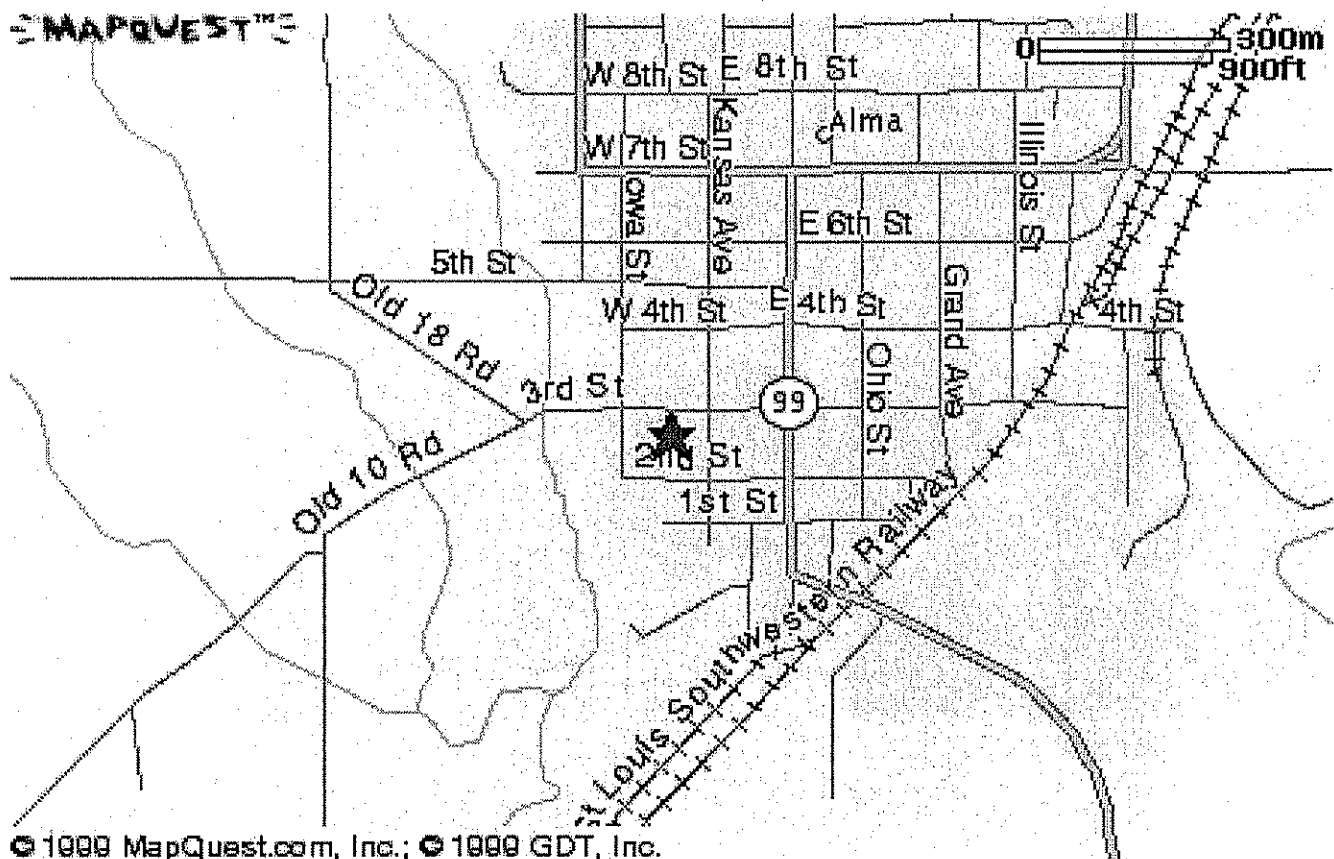 MAPQUEST™
0 300m
900ft
W 8th St E 8th St
Alma
Kansas Ave
Illinois St
W 7th St
Iowa St
E 6th St
5th St
Grand Ave
Old 18 Rd
W 4th St E 4th St
4th St
Ohio St
3rd St
99
Old 10 Rd
2nd St
1st St
St Louis Southwestern Railway
© 1999 MapQuest.com, Inc.; © 1999 GDT, Inc.